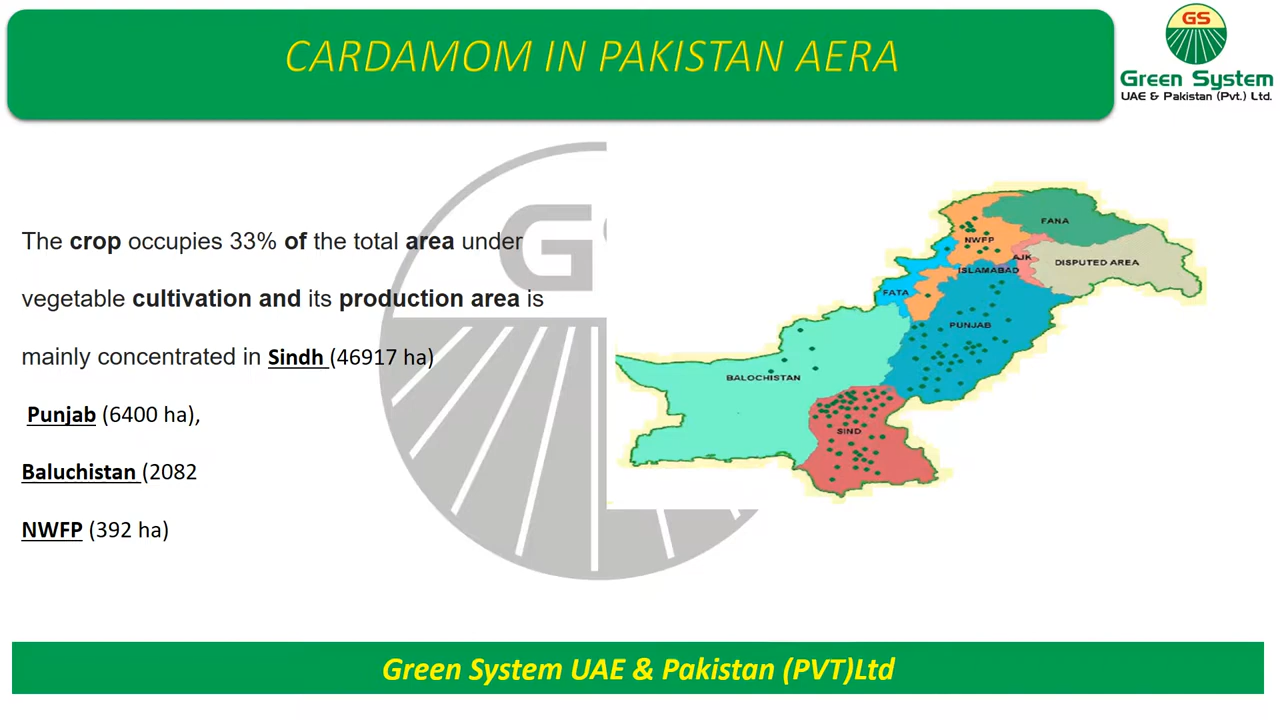 CARDAMOM IN PAKISTAN AERA
GS
Green System
UAE & Pakistan (Pvt.) Ltd.
The crop occupies 33% of the total area under
vegetable cultivation and its production area is
mainly concentrated in Sindh (46917 ha)
Punjab (6400 ha),
Baluchistan (2082
NWFP (392 ha)
GS
FANA
NWFP
AJK
DISPUTED AREA
ISLAMABAD
FATA
PUNJAB
BALOCHISTAN
SIND
Green System UAE & Pakistan (PVT)Ltd